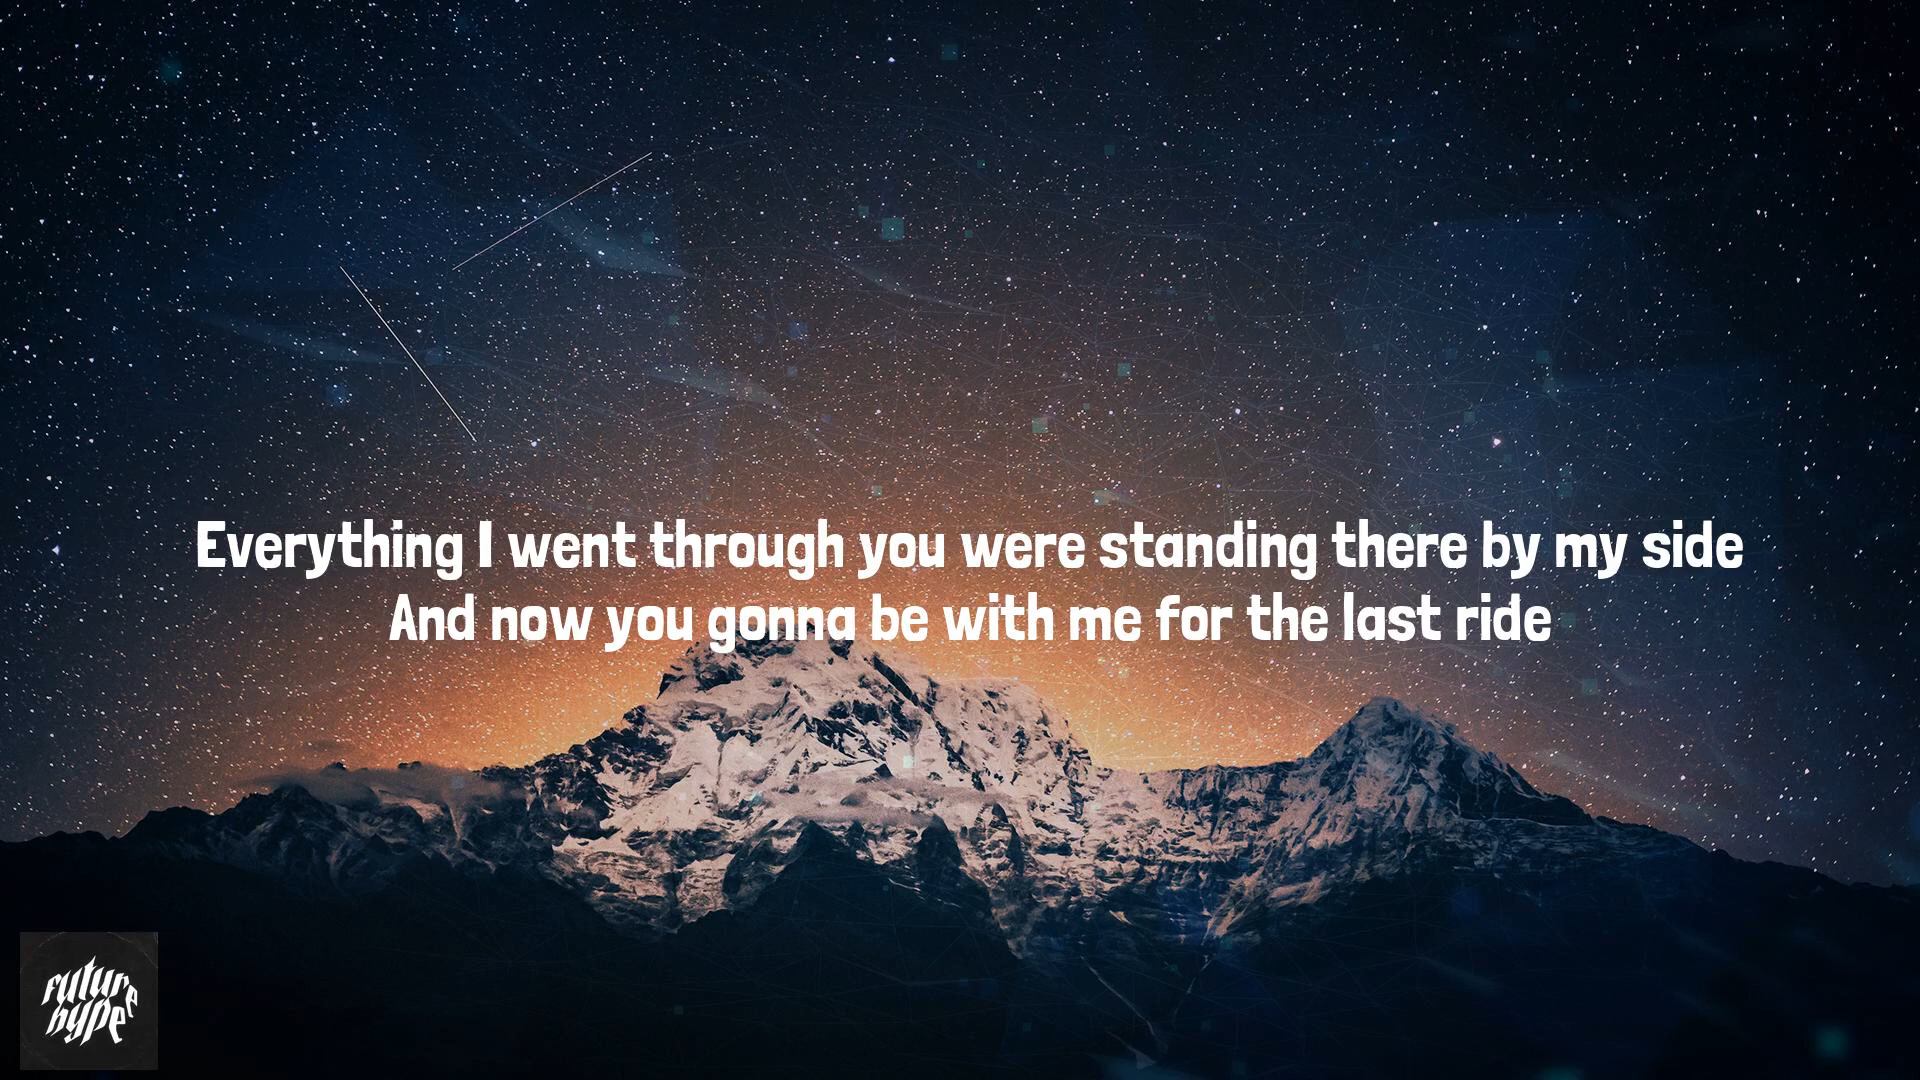 Everything I went through you were standing there by my side
And now you gonna be with me for the last ride
future
hype